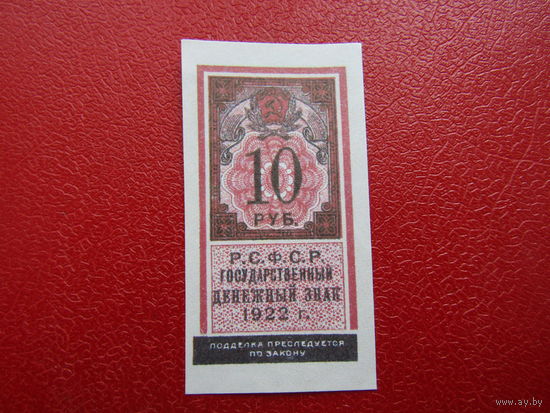 10
РУБ.
Р.С.Ф.С.Р.
ГОСУДАРСТВЕННЫЙ
ДЕНЕЖНЫЙ ЗНАК
1922 г.
ПОДДЕЛКА ПРЕСЛЕДУЕТСЯ
ПО ЗАКОНУ
www.ay.by